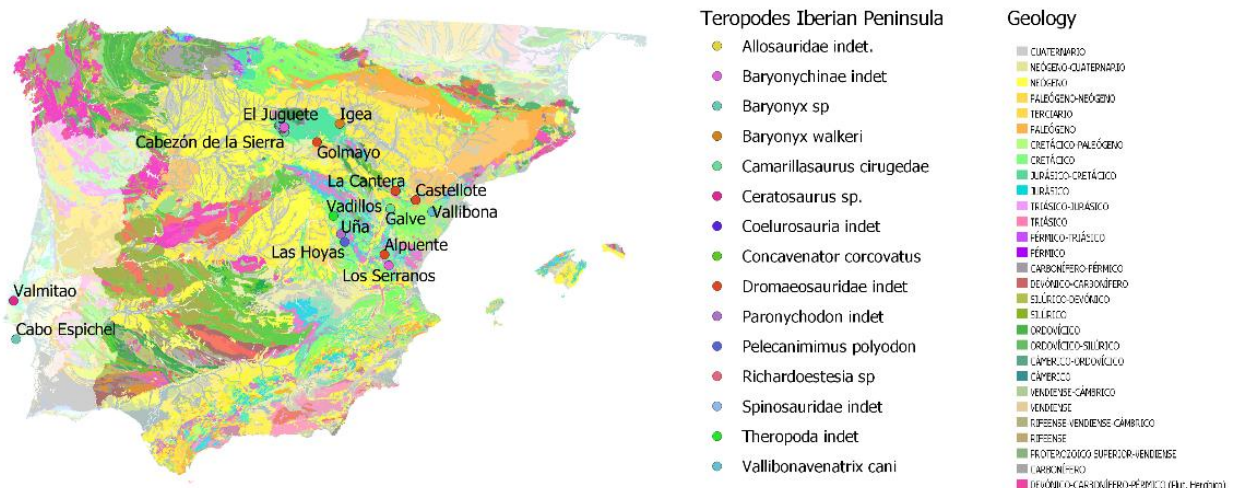 Teropodes Iberian Peninsula
Allosauridae indet.
Baryonychinae indet
Baryonyx sp
Baryonyx walkeri
Camarillasaurus cirugedae
Ceratosaurus sp.
Coelurosauria indet
Concavenator corcovatus
Dromaeosauridae indet
Paronychodon indet
Pelecanimimus polyodon
Richardoestesia sp
Spinosauridae indet
Theropoda indet
Vallibonavenatrix cani
Geology
CUATERNARIO
NEÓGENO-CUATERNARIO
NEÓGENO
PALEÓGENO-NEÓGENO
TERCIARIO
PALEÓGENO
CRETÁCICO-PALEÓGENO
CRETÁCICO
JURÁSICO-CRETÁCICO
JURÁSICO
TRIÁSICO-JURÁSICO
TRIÁSICO
PÉRMICO-TRIÁSICO
PÉRMICO
CARBONÍFERO-PÉRMICO
DEVÓNICO-CARBONÍFERO
SILÚRICO-DEVÓNICO
SILÚRICO
ORDOVÍCICO
ORDOVÍCICO-SILÚRICO
CÁMBRICO-ORDOVÍCICO
CÁMBRICO
VENDIENSE-CÁMBRICO
VENDIENSE
RIFEENSE-VENDIENSE-CÁMBRICO
RIFEENSE
PROTEROZOICO SUPERIOR-VENDIENSE
CARBONÍFERO
DEVÓNICO-CARBONÍFERO-PÉRMICO
El Juguete
Igea
Cabezón de la Sierra
Golmayo
La Cantera
Castellote
Vadillos
Galve
Vallibona
Uña
Las Hoyas
Alpuente
Los Serranos
Valmitao
Cabo Espichel